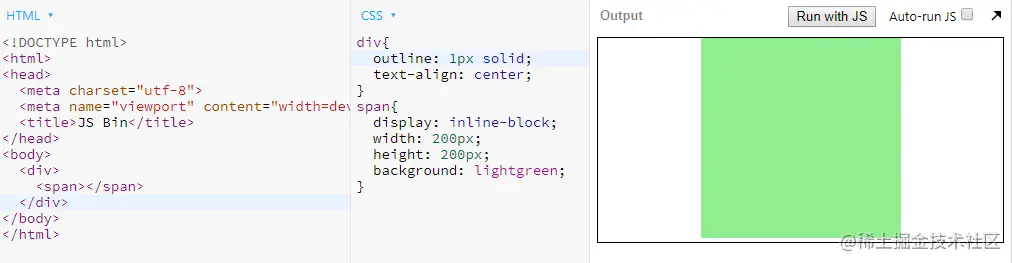 HTML ▾
<!DOCTYPE html>
<html>
<head>
  <meta charset="utf-8">
  <meta name="viewport" content="width=dev
  <title>JS Bin</title>
</head>
<body>
  <div>
    <span></span>
  </div>
</body>
</html>
CSS ▾
div{
  outline: 1px solid;
  text-align: center;
}
span{
  display: inline-block;
  width: 200px;
  height: 200px;
  background: lightgreen;
}
Output
Run with JS
Auto-run JS
@稀土掘金技术社区